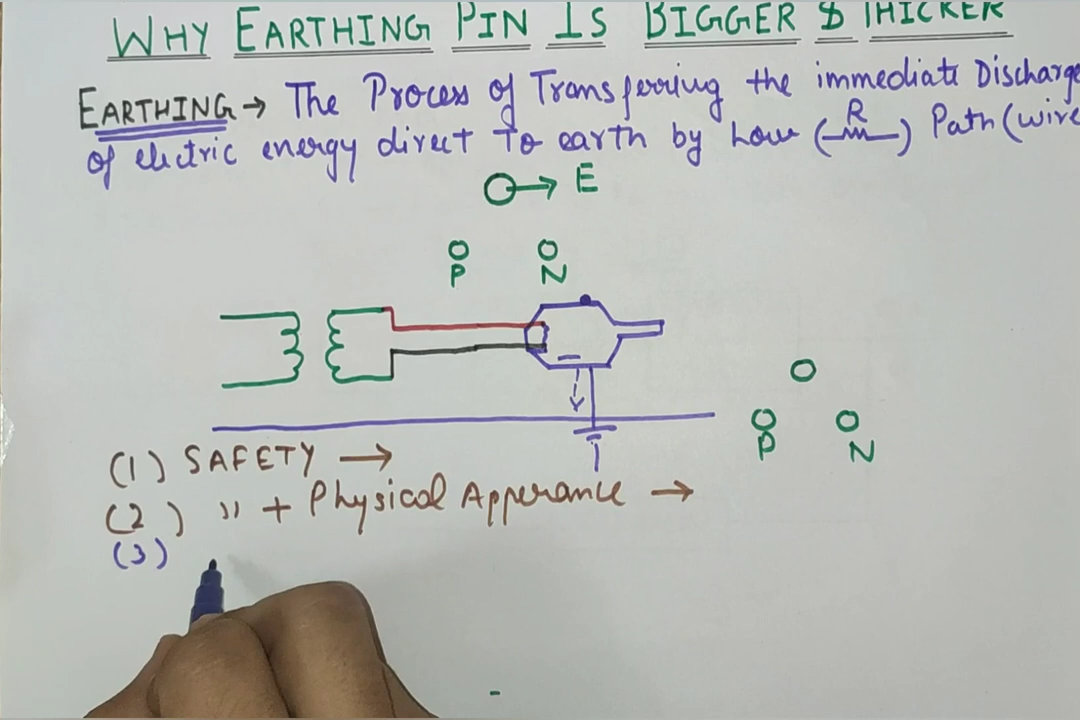 WHY EARTHING PIN IS BIGGER & THICKER
EARTHING → The Process of Transferring the immediate Discharge
of electric energy direct To earth by Low (R) Path (wire
→ E
P N
P N
(1) SAFETY →
(2) " + Physical Apperance →
(3)